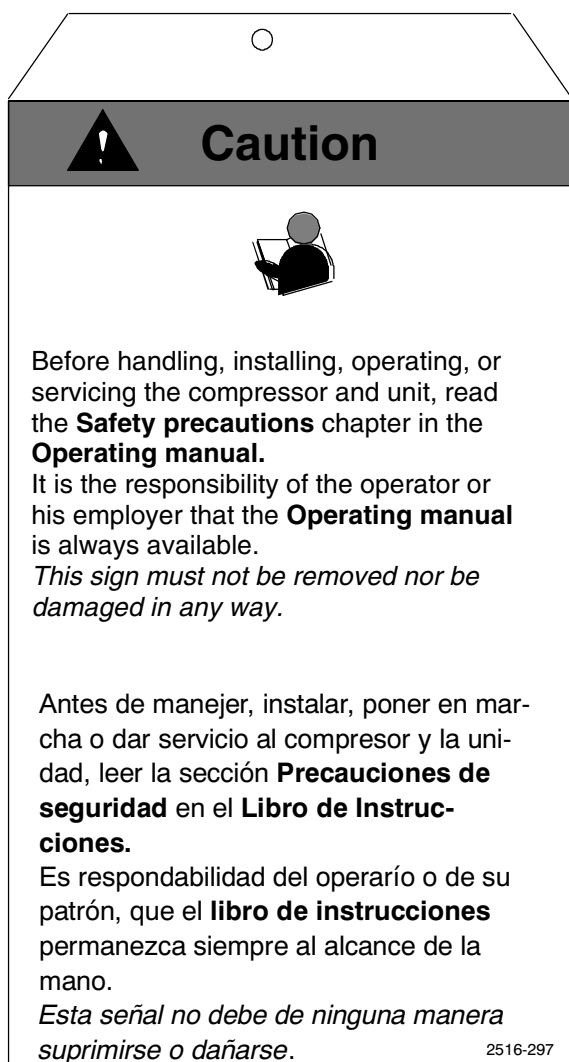 Caution
Before handling, installing, operating, or
servicing the compressor and unit, read
the Safety precautions chapter in the
Operating manual.
It is the responsibility of the operator or
his employer that the Operating manual
is always available.
This sign must not be removed nor be
damaged in any way.
Antes de manejer, instalar, poner en mar-
cha o dar servicio al compresor y la uni-
dad, leer la sección Precauciones de
seguridad en el Libro de Instruc-
ciones.
Es respondabilidad del operarío o de su
patrón, que el libro de instrucciones
permanezca siempre al alcance de la
mano.
Esta señal no debe de ninguna manera
suprimirse o dañarse.
2516-297